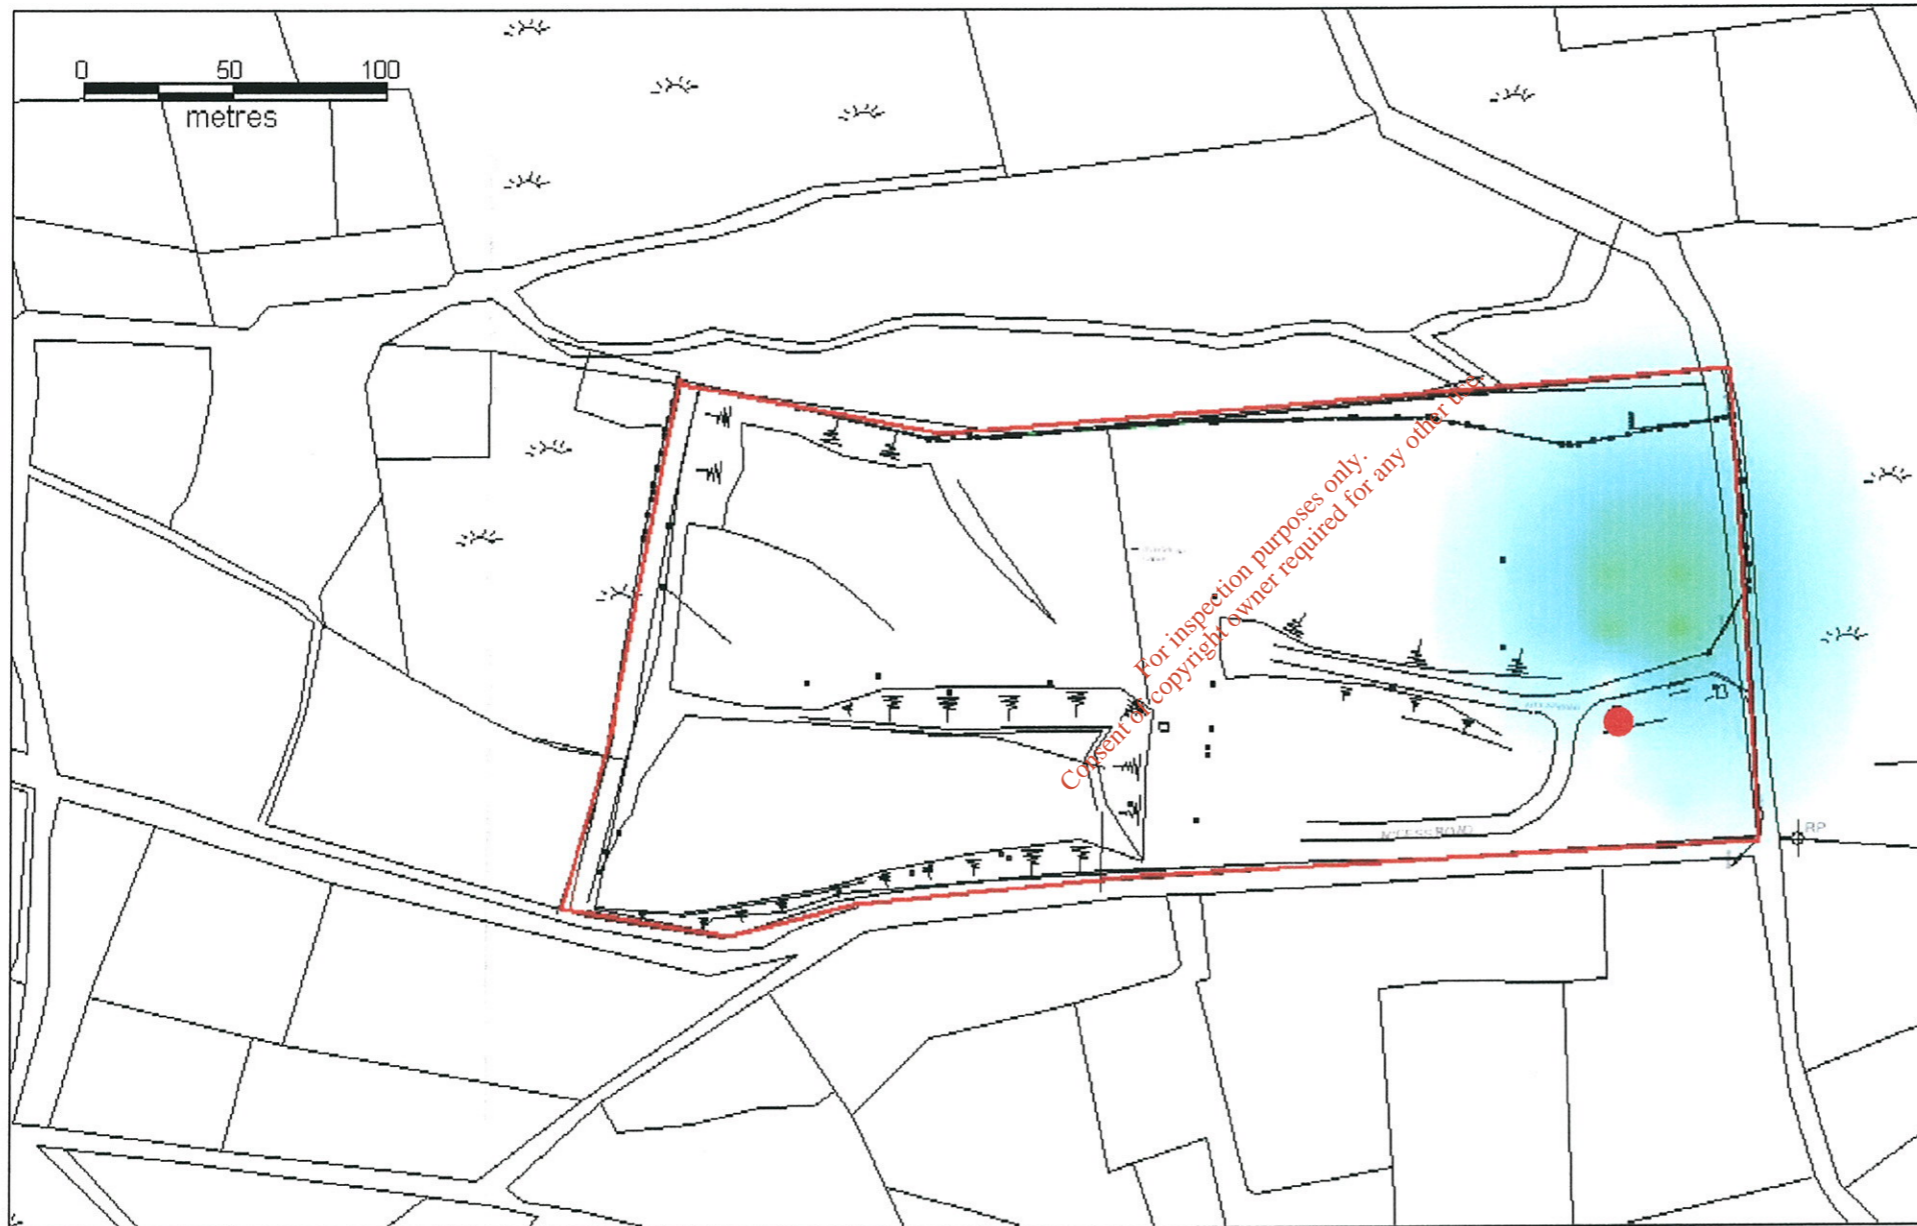 0 50 100
metres
For inspection purposes only.
Consent of copyright owner required for any other use.
ACCESS ROAD
RP